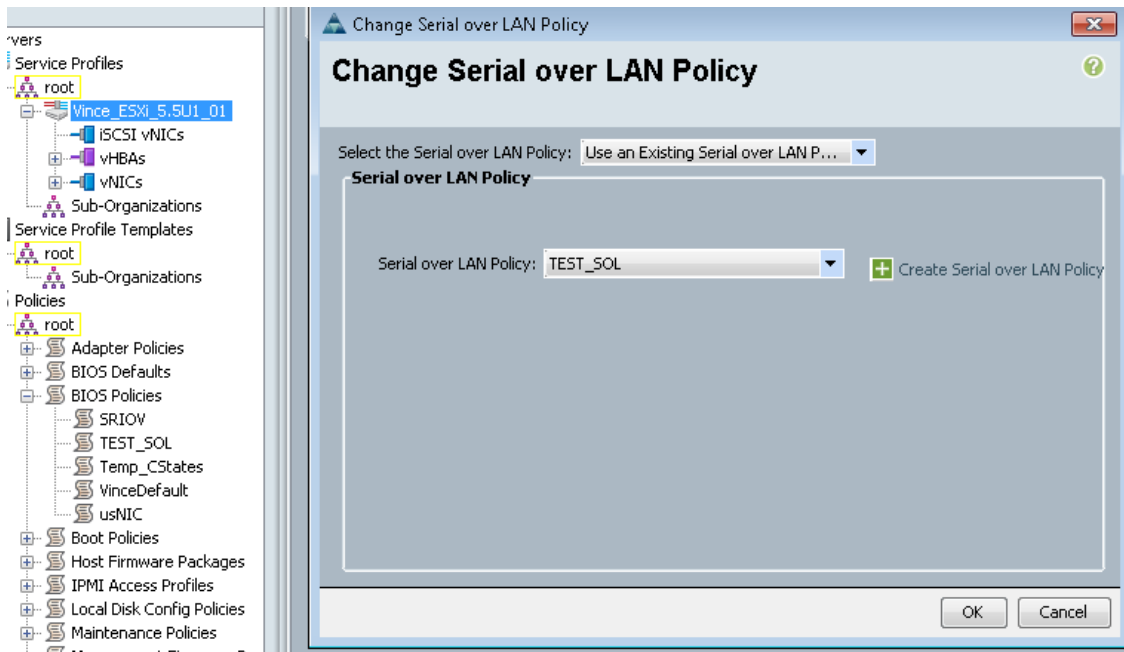 rvers
Service Profiles
root
Vince_ESXi_5.5U1_01
iSCSI vNICs
vHBAs
vNICs
Sub-Organizations
Service Profile Templates
root
Sub-Organizations
Policies
root
Adapter Policies
BIOS Defaults
BIOS Policies
SRIOV
TEST_SOL
Temp_CStates
VinceDefault
usNIC
Boot Policies
Host Firmware Packages
IPMI Access Profiles
Local Disk Config Policies
Maintenance Policies
Change Serial over LAN Policy
Change Serial over LAN Policy
?
Select the Serial over LAN Policy: Use an Existing Serial over LAN P...
Serial over LAN Policy
Serial over LAN Policy: TEST_SOL
Create Serial over LAN Policy
OK Cancel